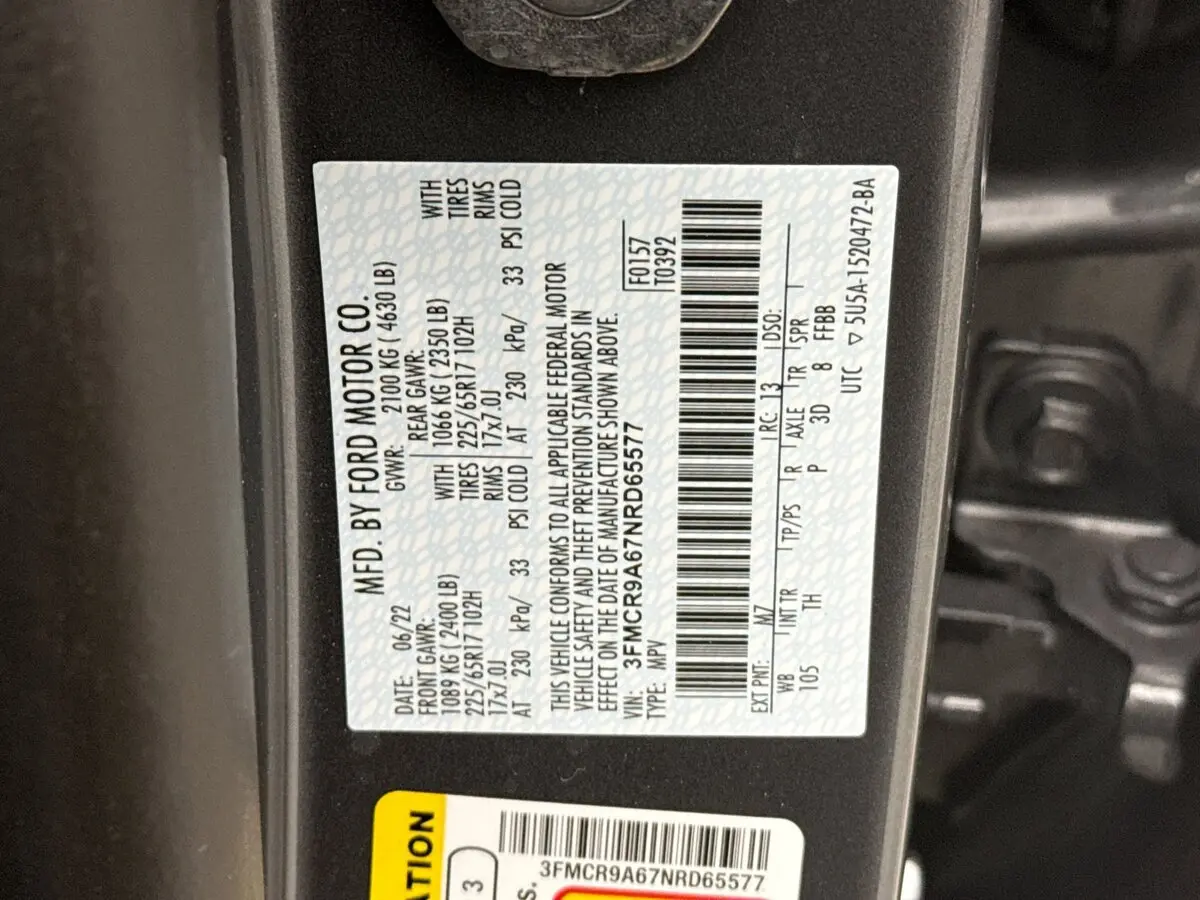 MFD. BY FORD MOTOR CO.
DATE: 06/22 GVWR: 2100 KG ( 4630 LB)
FRONT GAWR: REAR GAWR:
1089 KG ( 2400 LB) WITH 1066 KG ( 2350 LB) WITH
225/65R17 102H TIRES 225/65R17 102H TIRES
17x7.0J RIMS 17x7.0J RIMS
AT 230 kPa/ 33 PSI COLD AT 230 kPa/ 33 PSI COLD
THIS VEHICLE CONFORMS TO ALL APPLICABLE FEDERAL MOTOR
VEHICLE SAFETY AND THEFT PREVENTION STANDARDS IN
EFFECT ON THE DATE OF MANUFACTURE SHOWN ABOVE.
VIN: 3FMCR9A67NRD65577 F0157
TYPE: MPV T0392
EXT PNT: M7 RC: 13 DSO:
WB INT TR TP/PS R AXLE TR SPR
105 TH P 3D 8 FFBB
UTC ▽ 5U5A-1520472-BA
ATION
3
s.
3FMCR9A67NRD65577